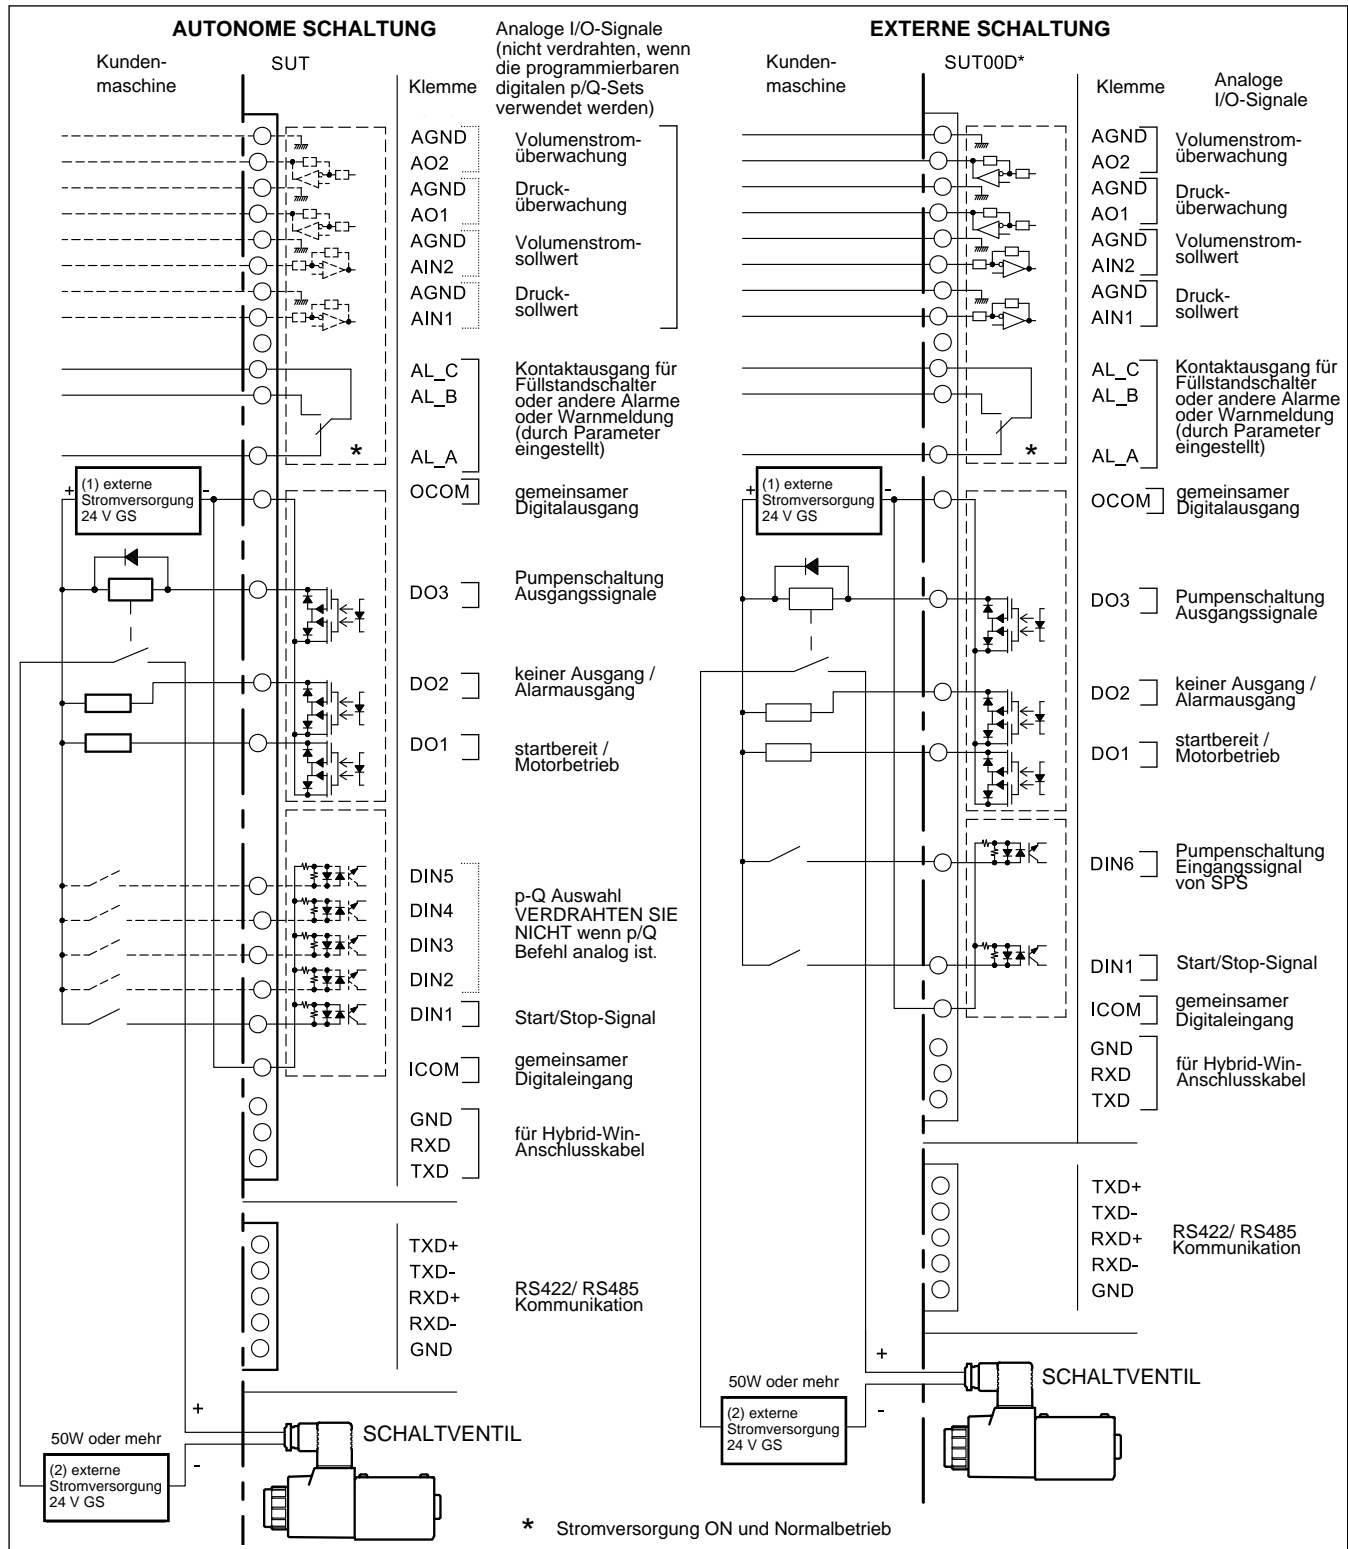 AUTONOME SCHALTUNG
Kunden-
maschine
SUT
Klemme
Analoge I/O-Signale
(nicht verdrahten, wenn
die programmierbaren
digitalen p/Q-Sets
verwendet werden)
AGND
AO2
Volumenstrom-
überwachung
AGND
AO1
Druck-
überwachung
AGND
AIN2
Volumenstrom-
sollwert
AGND
AIN1
Druck-
sollwert
AL_C
AL_B
AL_A
Kontaktausgang für
Füllstandschalter
oder andere Alarme
oder Warnmeldung
(durch Parameter
eingestellt)
*
+
(1) externe
Stromversorgung
24 V GS
-
OCOM
gemeinsamer
Digitalausgang
DO3
Pumpenschaltung
Ausgangssignale
DO2
keiner Ausgang /
Alarmausgang
DO1
startbereit /
Motorbetrieb
DIN5
DIN4
DIN3
DIN2
p-Q Auswahl
VERDRAHTEN SIE
NICHT wenn p/Q
Befehl analog ist.
DIN1
Start/Stop-Signal
ICOM
gemeinsamer
Digitaleingang
GND
RXD
TXD
für Hybrid-Win-
Anschlusskabel
TXD+
TXD-
RXD+
RXD-
GND
RS422/ RS485
Kommunikation
+
-
50W oder mehr
(2) externe
Stromversorgung
24 V GS
SCHALTVENTIL
EXTERNE SCHALTUNG
Kunden-
maschine
SUT00D*
Klemme
Analoge
I/O-Signale
AGND
AO2
Volumenstrom-
überwachung
AGND
AO1
Druck-
überwachung
AGND
AIN2
Volumenstrom-
sollwert
AGND
AIN1
Druck-
sollwert
AL_C
AL_B
AL_A
Kontaktausgang für
Füllstandschalter
oder andere Alarme
oder Warnmeldung
(durch Parameter
eingestellt)
*
+
(1) externe
Stromversorgung
24 V GS
-
OCOM
gemeinsamer
Digitalausgang
DO3
Pumpenschaltung
Ausgangssignale
DO2
keiner Ausgang /
Alarmausgang
DO1
startbereit /
Motorbetrieb
DIN6
Pumpenschaltung
Eingangssignal
von SPS
DIN1
Start/Stop-Signal
ICOM
gemeinsamer
Digitaleingang
GND
RXD
TXD
für Hybrid-Win-
Anschlusskabel
TXD+
TXD-
RXD+
RXD-
GND
RS422/ RS485
Kommunikation
+
-
50W oder mehr
(2) externe
Stromversorgung
24 V GS
SCHALTVENTIL
* Stromversorgung ON und Normalbetrieb